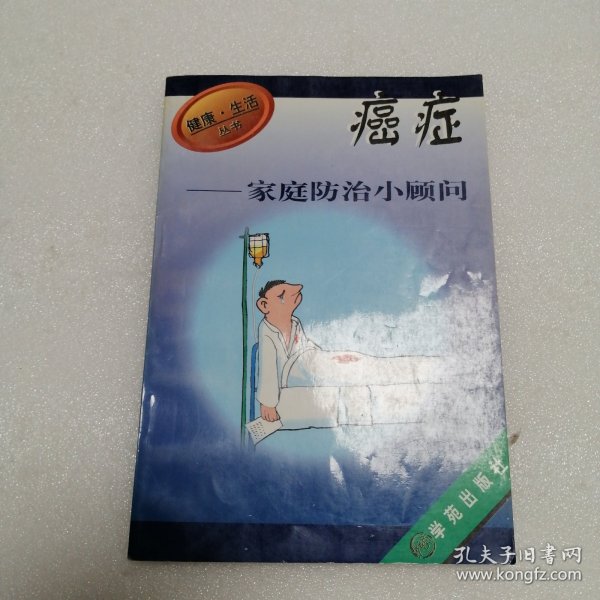 健康·生活
丛书
癌症
——家庭防治小顾问
学苑出版社
孔夫子旧书网
www.kongfz.com